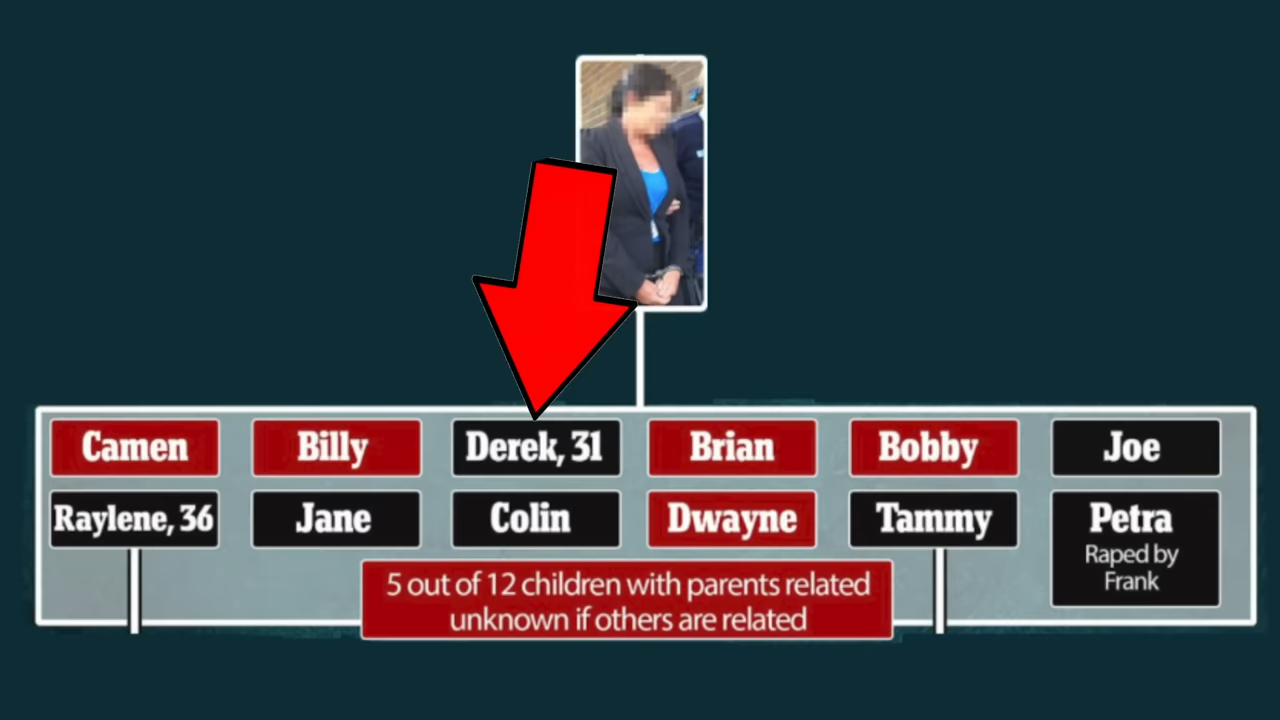 Camen
Billy
Derek, 31
Brian
Bobby
Joe
Raylene, 36
Jane
Colin
Dwayne
Tammy
Petra
Raped by
Frank
5 out of 12 children with parents related
unknown if others are related